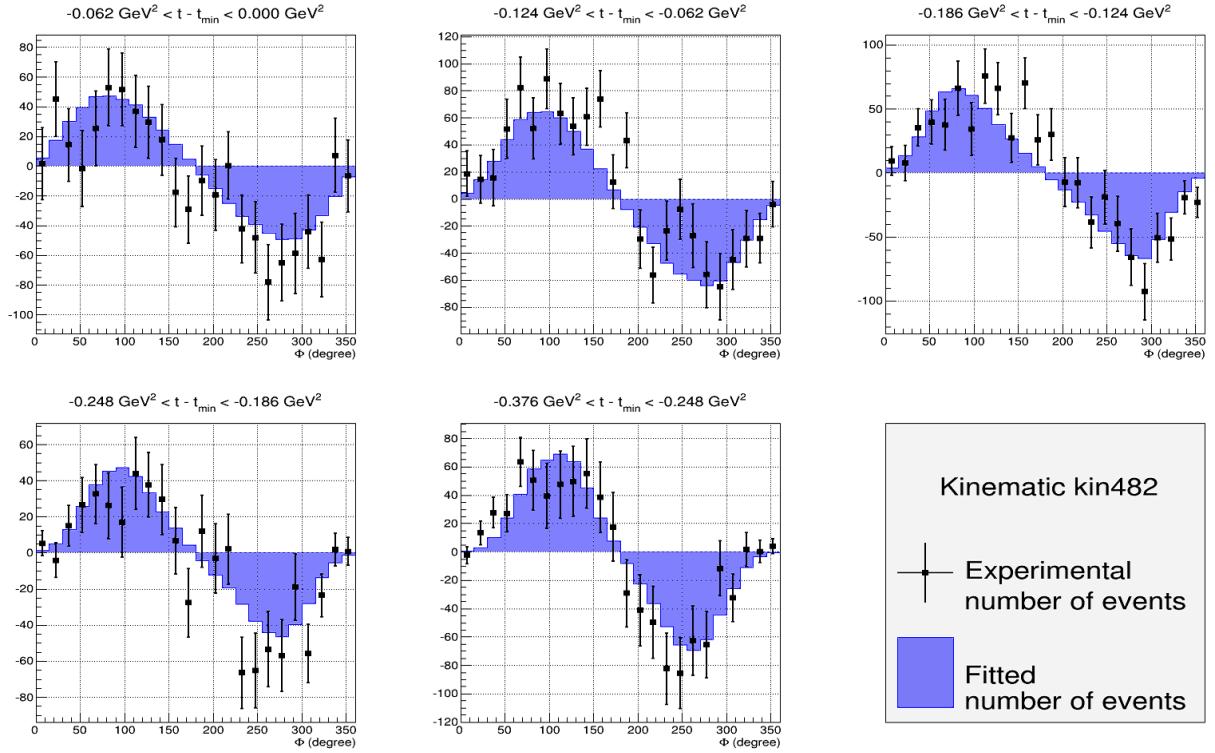 -0.062 GeV² < t - t_min < 0.000 GeV²
80
60
40
20
0
-20
-40
-60
-80
-100
0 50 100 150 200 250 300 350
Φ (degree)
-0.124 GeV² < t - t_min < -0.062 GeV²
120
100
80
60
40
20
0
-20
-40
-60
-80
0 50 100 150 200 250 300 350
Φ (degree)
-0.186 GeV² < t - t_min < -0.124 GeV²
100
50
0
-50
-100
0 50 100 150 200 250 300 350
Φ (degree)
-0.248 GeV² < t - t_min < -0.186 GeV²
60
40
20
0
-20
-40
-60
-80
0 50 100 150 200 250 300 350
Φ (degree)
-0.376 GeV² < t - t_min < -0.248 GeV²
80
60
40
20
0
-20
-40
-60
-80
-100
-120
0 50 100 150 200 250 300 350
Φ (degree)
Kinematic kin482
Experimental
number of events
Fitted
number of events